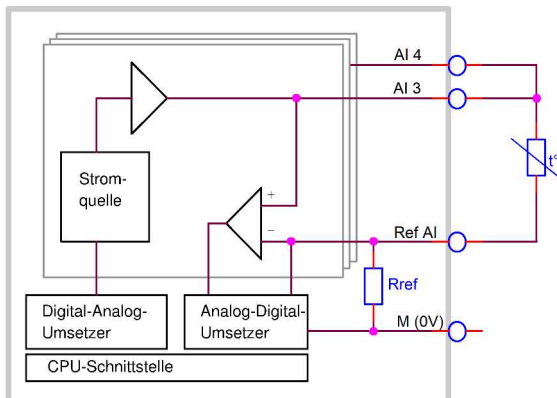 AI 4
AI 3
Strom-
quelle
t°
+
−
Ref AI
Rref
Digital-Analog-
Umsetzer
Analog-Digital-
Umsetzer
M (0V)
CPU-Schnittstelle